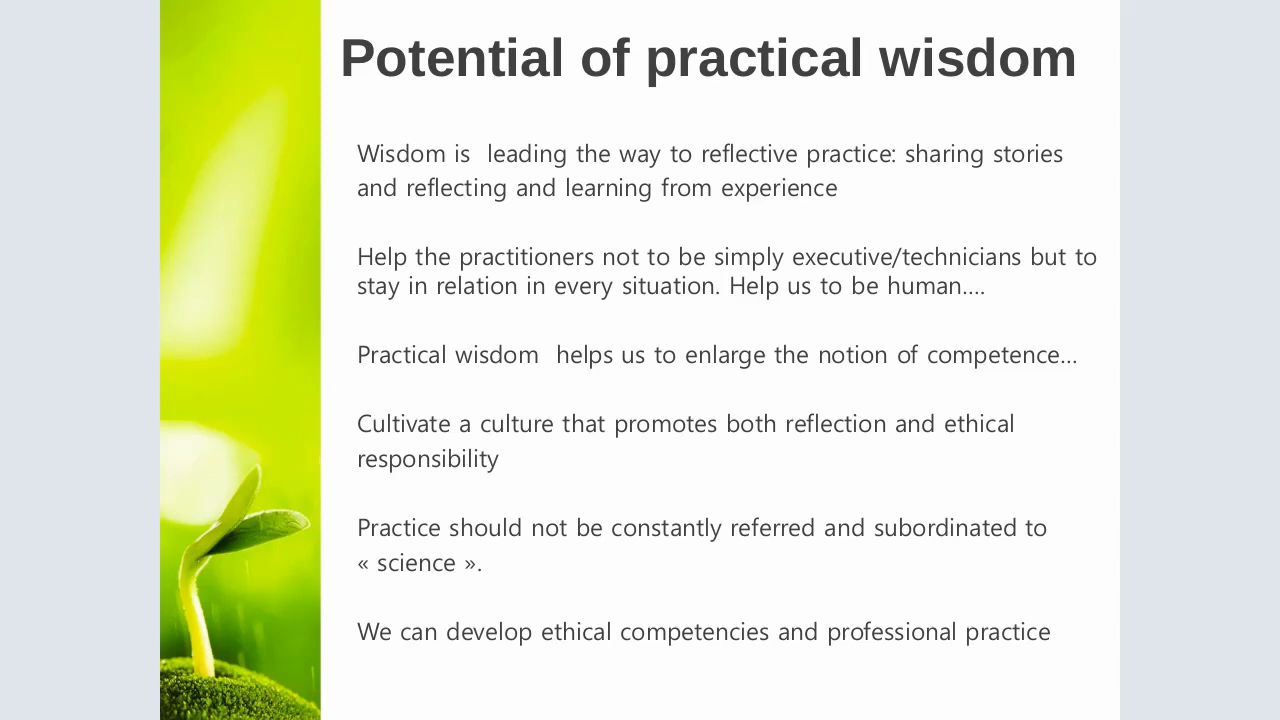 Potential of practical wisdom
Wisdom is  leading the way to reflective practice: sharing stories
and reflecting and learning from experience
Help the practitioners not to be simply executive/technicians but to
stay in relation in every situation. Help us to be human....
Practical wisdom  helps us to enlarge the notion of competence...
Cultivate a culture that promotes both reflection and ethical
responsibility
Practice should not be constantly referred and subordinated to
« science ».
We can develop ethical competencies and professional practice